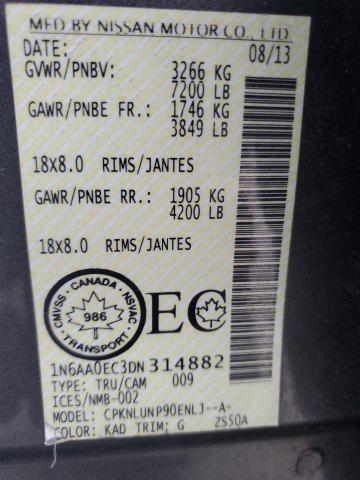 MFD BY NISSAN MOTOR CO., LTD.
DATE: 08/13
GVWR/PNBV: 3266 KG
7200 LB
GAWR/PNBE FR.: 1746 KG
3849 LB
18X8.0 RIMS/JANTES
GAWR/PNBE RR.: 1905 KG
4200 LB
18X8.0 RIMS/JANTES
CANADA
CMVSS NSVAC
986
TRANSPORT
EC
1N6AA0EC3DN314882
TYPE: TRU/CAM 009
ICES/NMB-002
MODEL: CPKNLUNP90ENLJ--A-
COLOR: KAD TRIM; G ZS50A